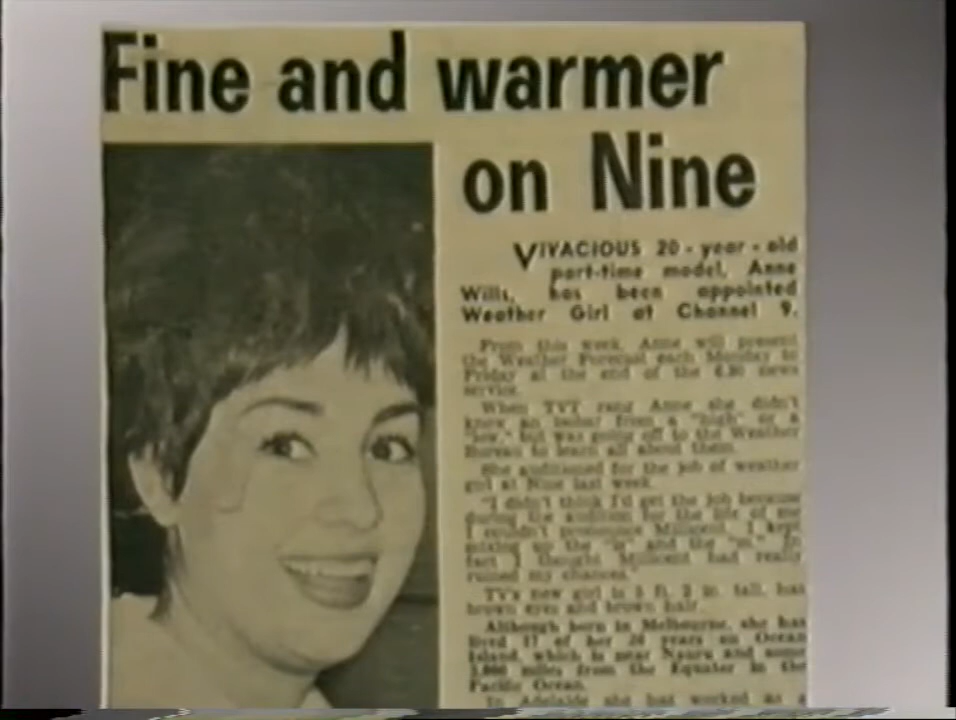 Fine and warmer
on Nine
VIVACIOUS 20-year-old
part-time model, Anne
Wills, has been appointed
Weather Girl at Channel 9.
From this week, Anne will present
the Weather Forecast each Monday to
Friday at the end of the 6.30 news
service.
When TVT rang Anne she didn't
know an isobar from a "high" or a
"low," but was going off to the Weather
Bureau to learn all about them.
She auditioned for the job of weather
girl at Nine last week.
"I didn't think I'd get the job because
during the audition for the life of me
I couldn't pronounce Millicent. I kept
mixing up the and the In
fact I thought Millicent had really
ruined my chances."
TV's new girl is 5 ft. 2 in. tall, has
brown eyes and brown hair.
Although born in Melbourne, she has
lived 17 of her 20 years on Ocean
Island, which is near Nauru and some
miles from the Equator in the
Pacific Ocean.
In Adelaide she has worked as a